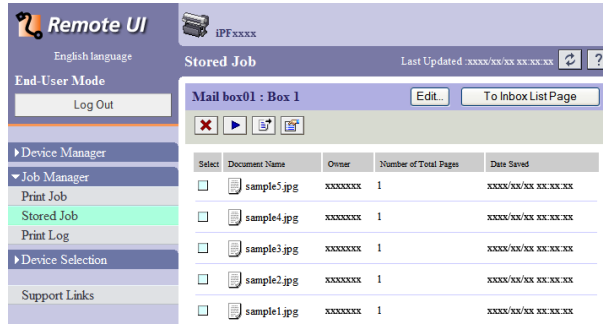 Remote UI
English language
End-User Mode
Log Out
Device Manager
Job Manager
Print Job
Stored Job
Print Log
Device Selection
Support Links
iPFxxxx
Stored Job Last Updated :xxxx/xx/xx xx:xx:xx ?
Mail box01 : Box 1 Edit... To Inbox List Page
Select Document Name Owner Number of Total Pages Date Saved
sample5.jpg xxxxxxx 1 xxxx/xx/xx xx:xx:xx
sample4.jpg xxxxxxx 1 xxxx/xx/xx xx:xx:xx
sample3.jpg xxxxxxx 1 xxxx/xx/xx xx:xx:xx
sample2.jpg xxxxxxx 1 xxxx/xx/xx xx:xx:xx
sample1.jpg xxxxxxx 1 xxxx/xx/xx xx:xx:xx